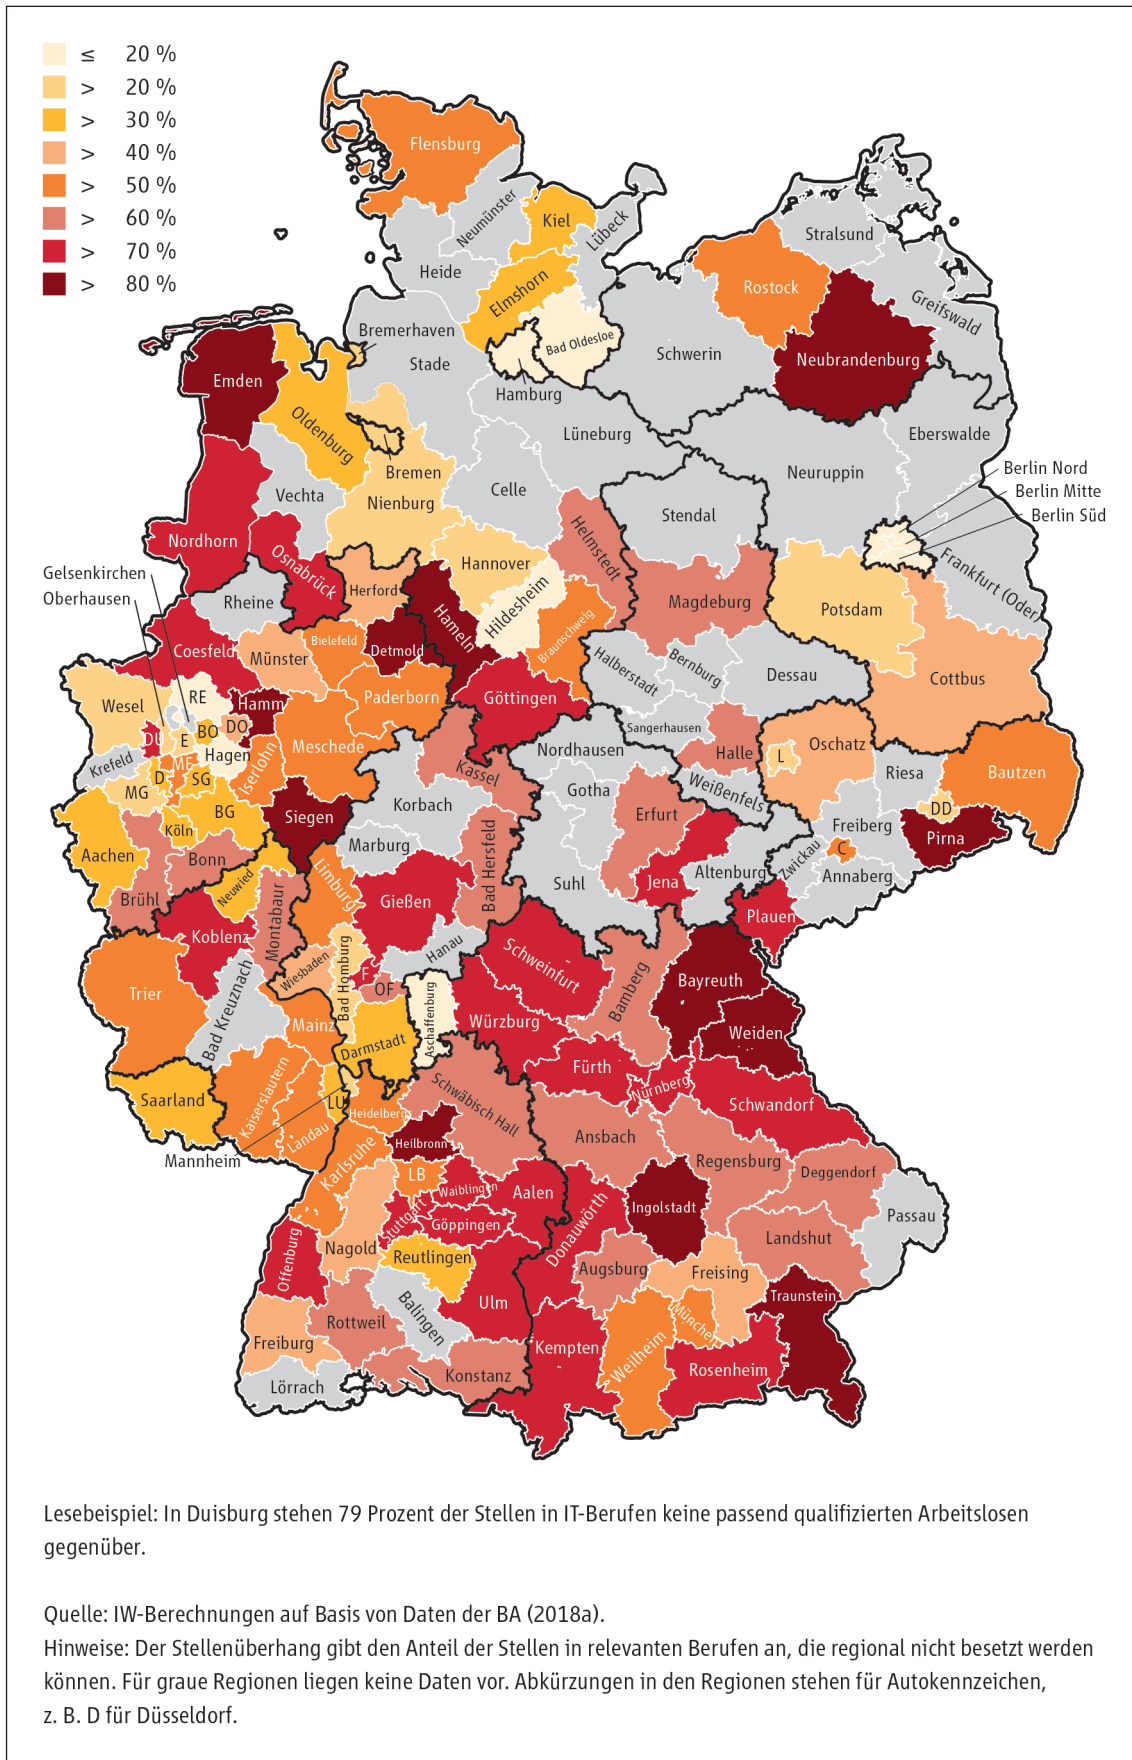 ≤ 20 %
> 20 %
> 30 %
> 40 %
> 50 %
> 60 %
> 70 %
> 80 %
Flensburg
Neumünster
Kiel
Lübeck
Heide
Elmshorn
Bad Oldesloe
Hamburg
Stralsund
Rostock
Greifswald
Schwerin
Neubrandenburg
Bremerhaven
Stade
Emden
Oldenburg
Bremen
Nienburg
Vechta
Celle
Lüneburg
Neuruppin
Eberswalde
Berlin Nord
Berlin Mitte
Berlin Süd
Stendal
Nordhorn
Osnabrück
Hannover
Helmstedt
Hildesheim
Frankfurt (Oder)
Gelsenkirchen
Oberhausen
Rheine
Herford
Hameln
Braunschweig
Magdeburg
Potsdam
Coesfeld
Münster
Bielefeld
Detmold
Halberstadt
Bernburg
Dessau
Cottbus
Wesel
RE
Hamm
Paderborn
Göttingen
DU
E
BO
DO
Sangerhausen
Krefeld
ME
Hagen
Iserlohn
Meschede
Nordhausen
Halle
L
Oschatz
Riesa
Bautzen
MG
D
SG
Kassel
Gotha
Weißenfels
DD
Köln
BG
Siegen
Korbach
Erfurt
Freiberg
Pirna
Aachen
Bonn
Marburg
Bad Hersfeld
Jena
Altenburg
Zwickau
C
Annaberg
Brühl
Neuwied
Limburg
Gießen
Suhl
Plauen
Koblenz
Montabaur
Wiesbaden
Bad Homburg
F
OF
Hanau
Schweinfurt
Bamberg
Bayreuth
Trier
Bad Kreuznach
Mainz
Darmstadt
Aschaffenburg
Würzburg
Weiden
Saarland
Kaiserslautern
Landau
LU
Mannheim
Heidelberg
Schwäbisch Hall
Fürth
Nürnberg
Schwandorf
Karlsruhe
Heilbronn
Ansbach
Regensburg
Deggendorf
LB
Waiblingen
Stuttgart
Göppingen
Aalen
Donauwörth
Ingolstadt
Passau
Offenburg
Nagold
Reutlingen
Augsburg
Freising
Landshut
Balingen
Ulm
München
Traunstein
Freiburg
Rottweil
Kempten
Weilheim
Rosenheim
Lörrach
Konstanz
Lesebeispiel: In Duisburg stehen 79 Prozent der Stellen in IT-Berufen keine passend qualifizierten Arbeitslosen
gegenüber.
Quelle: IW-Berechnungen auf Basis von Daten der BA (2018a).
Hinweise: Der Stellenüberhang gibt den Anteil der Stellen in relevanten Berufen an, die regional nicht besetzt werden
können. Für graue Regionen liegen keine Daten vor. Abkürzungen in den Regionen stehen für Autokennzeichen,
z. B. D für Düsseldorf.